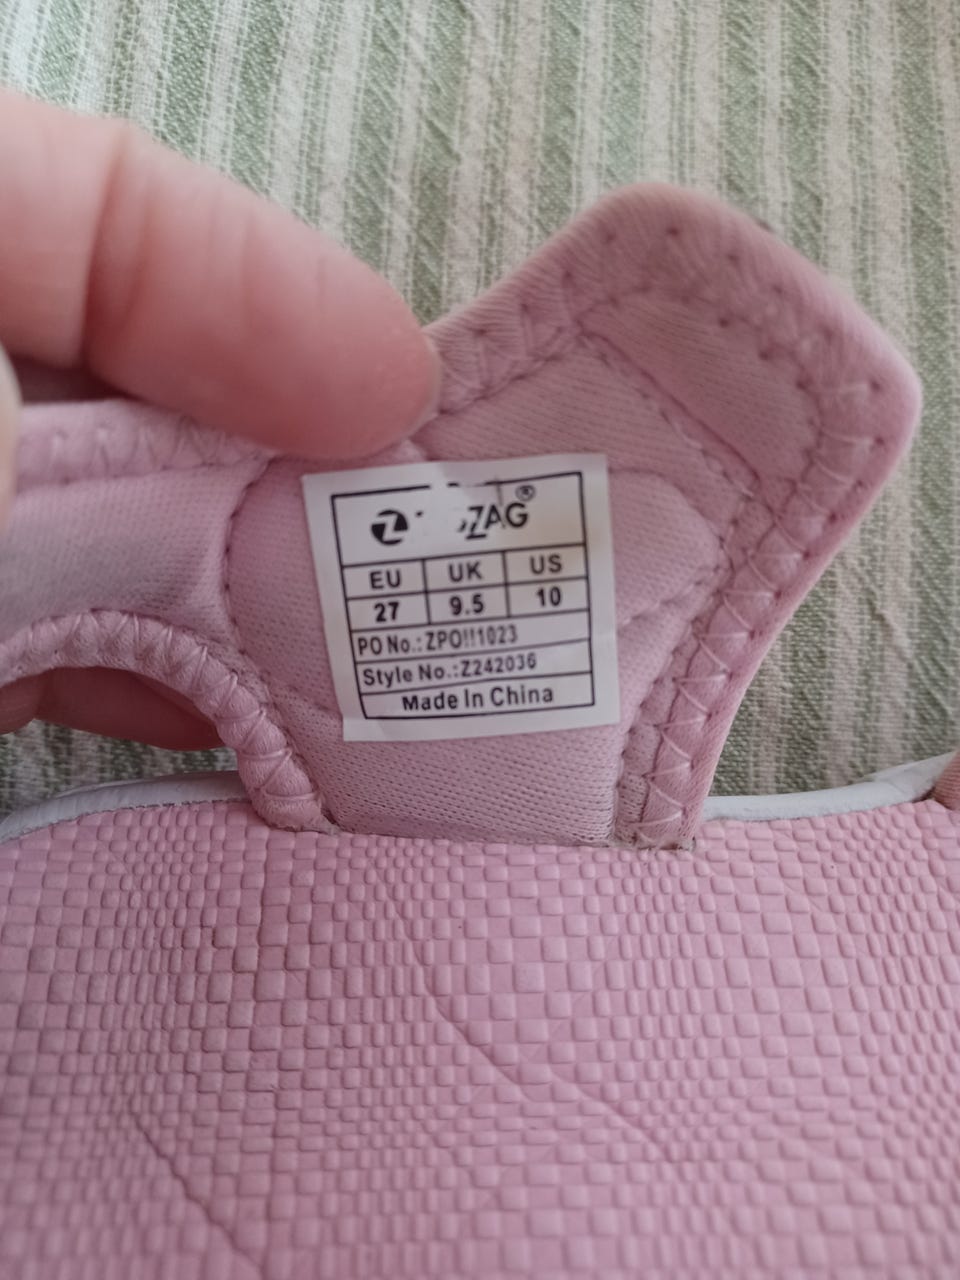 ZAG®
EU UK US
27 9.5 10
PO No.: ZPO!!1023
Style No.:Z242036
Made In China